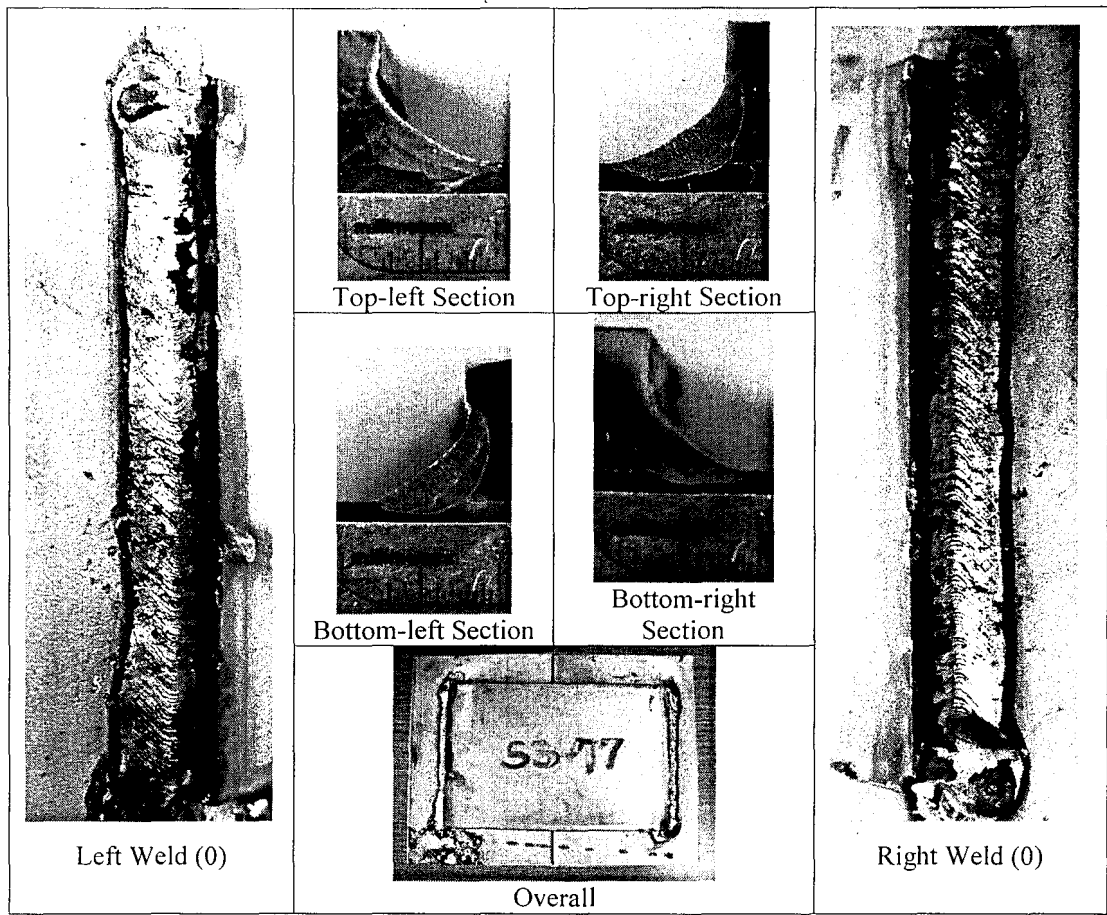 Top-left Section
Top-right Section
Bottom-left Section
Bottom-right
Section
Left Weld (0)
Overall
Right Weld (0)